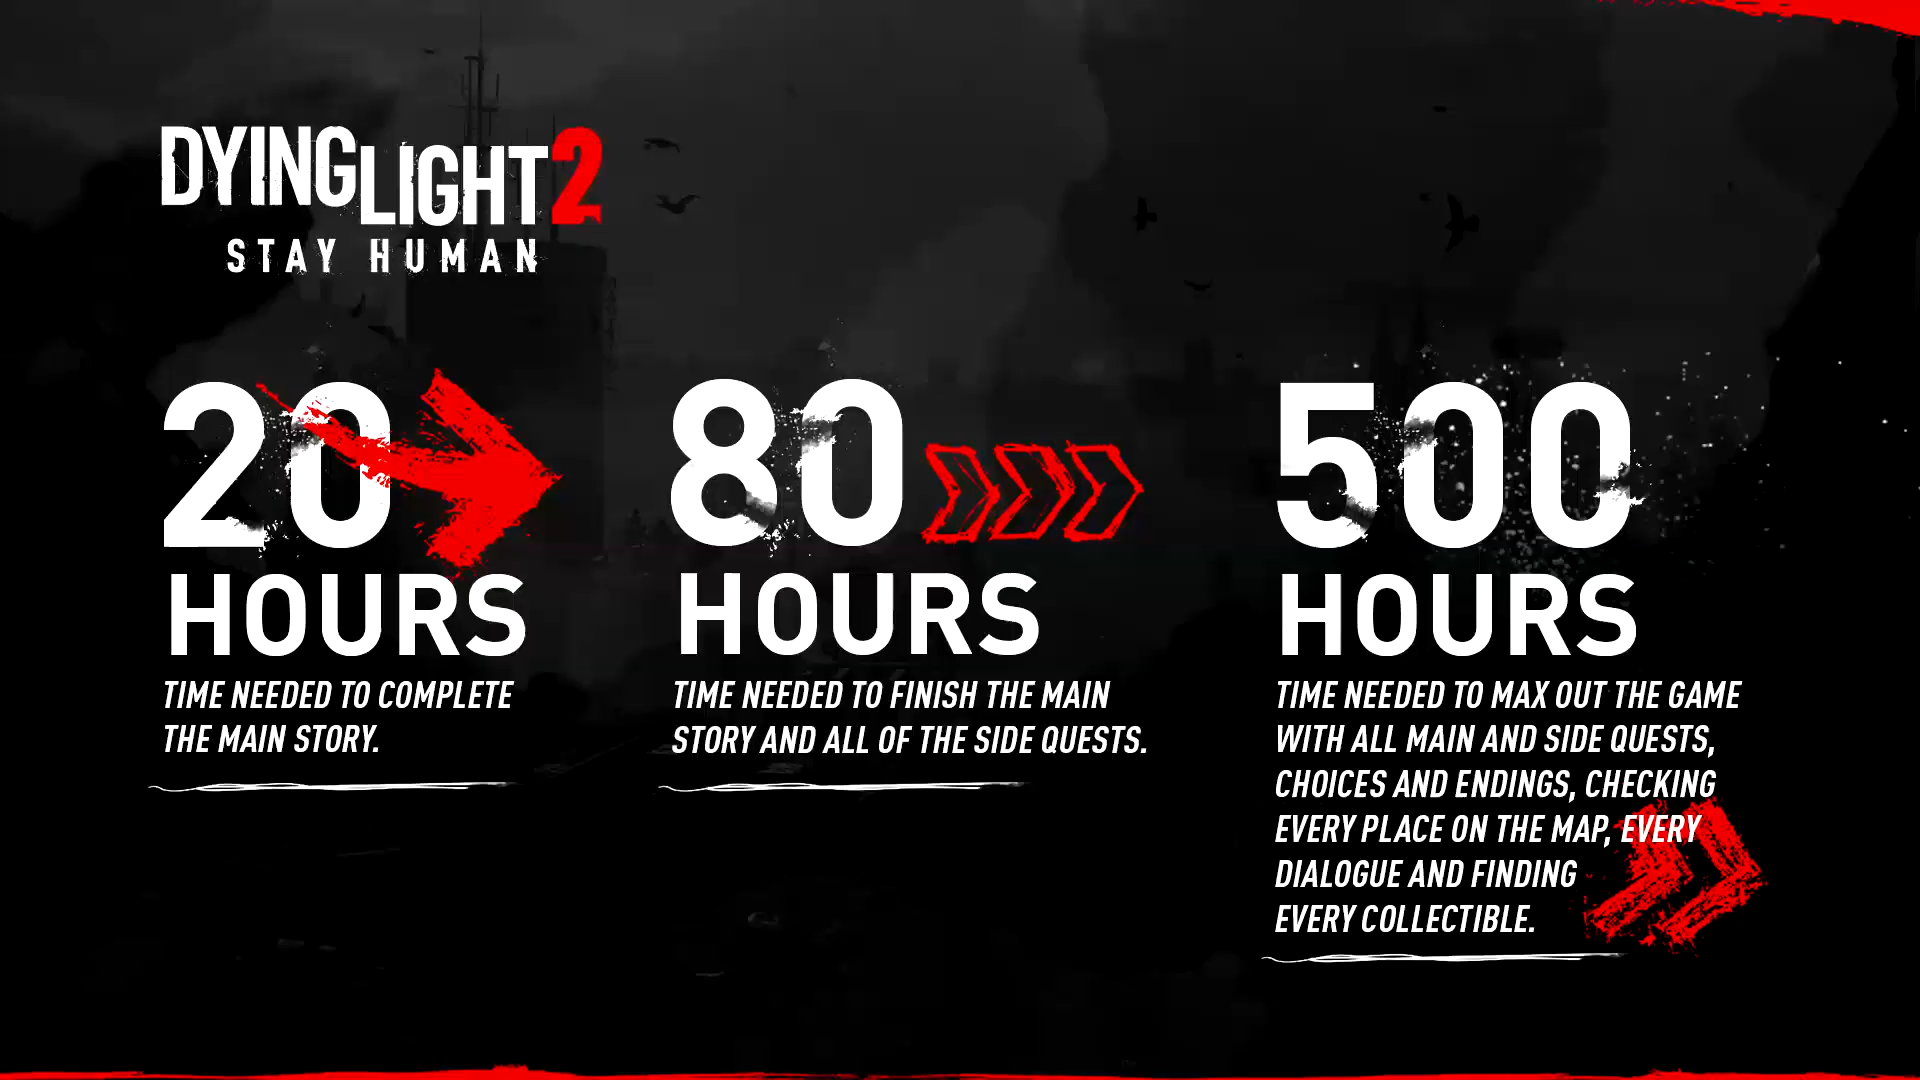 DYING LIGHT 2
STAY HUMAN
20
HOURS
TIME NEEDED TO COMPLETE
THE MAIN STORY.
80
HOURS
TIME NEEDED TO FINISH THE MAIN
STORY AND ALL OF THE SIDE QUESTS.
500
HOURS
TIME NEEDED TO MAX OUT THE GAME
WITH ALL MAIN AND SIDE QUESTS,
CHOICES AND ENDINGS, CHECKING
EVERY PLACE ON THE MAP, EVERY
DIALOGUE AND FINDING
EVERY COLLECTIBLE.